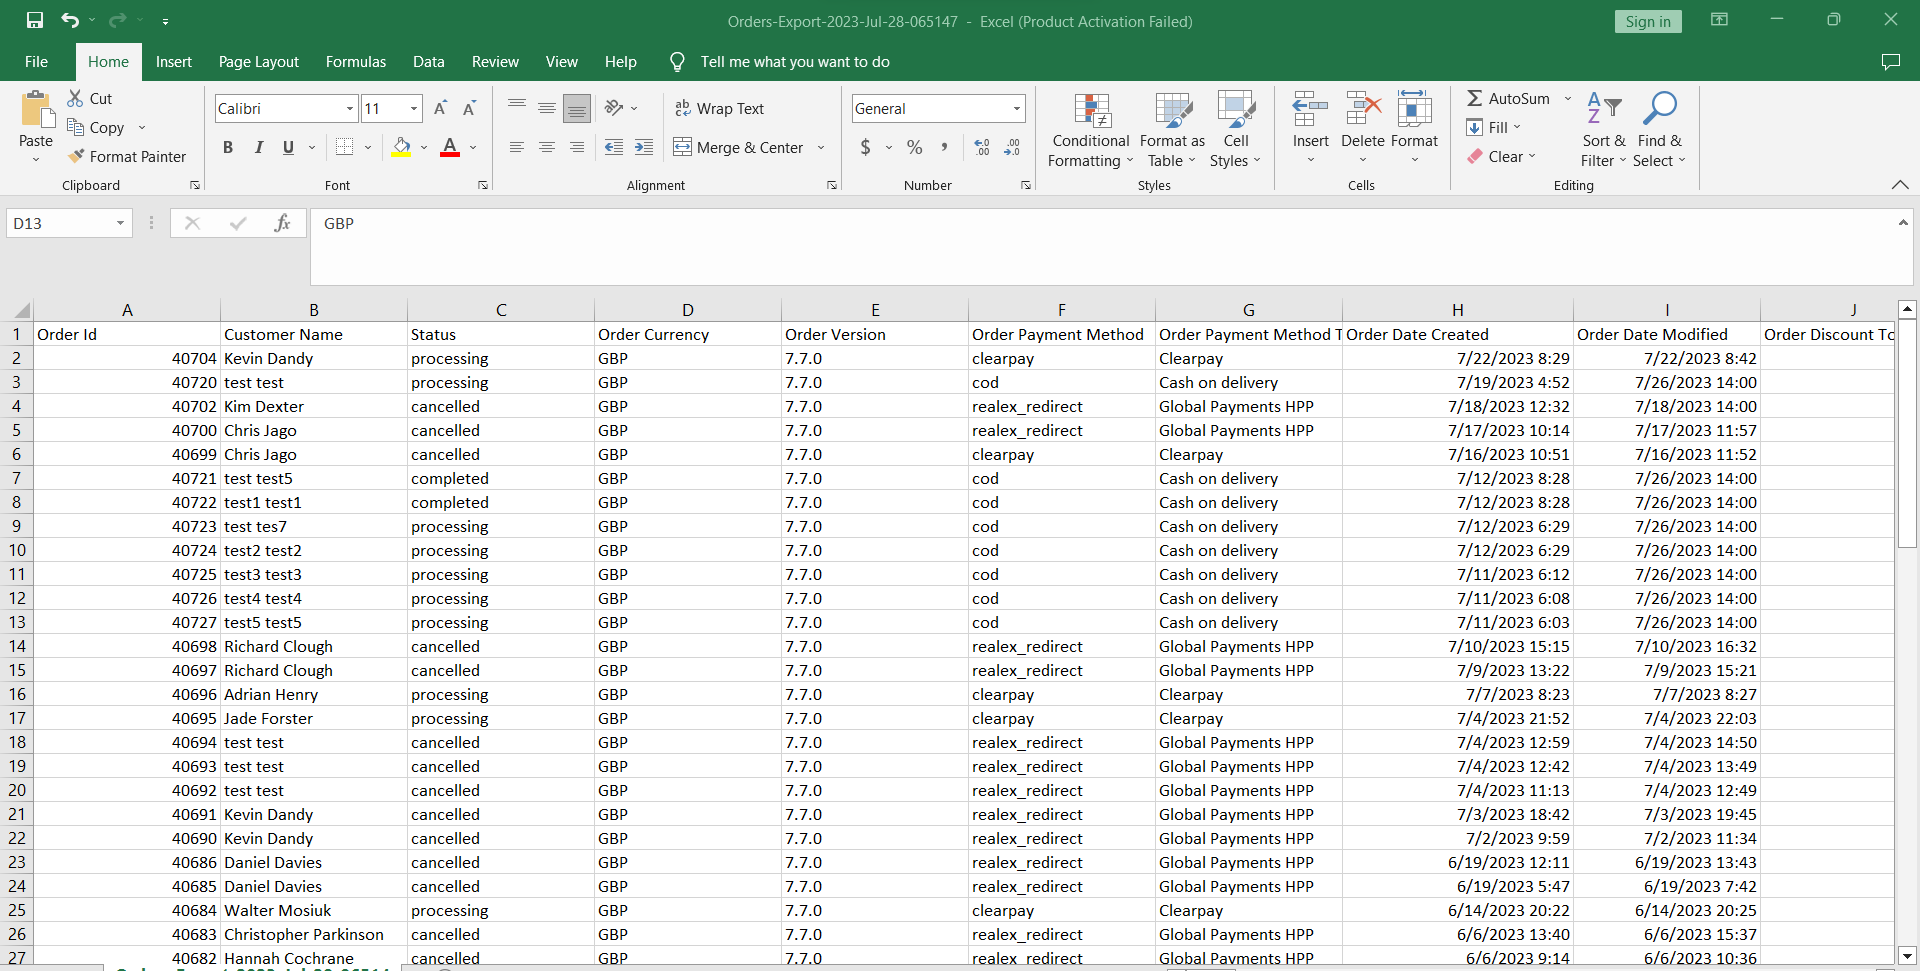 Orders-Export-2023-Jul-28-065147 - Excel (Product Activation Failed)
Sign in
File Home Insert Page Layout Formulas Data Review View Help Tell me what you want to do
Paste Cut Copy Format Painter
Clipboard
Calibri 11
B I U
Font
Wrap Text
Merge & Center
Alignment
General
$ % ,
Number
Conditional Formatting
Format as Table
Cell Styles
Styles
Insert Delete Format
Cells
AutoSum
Fill
Clear
Sort & Filter
Find & Select
Editing
D13 fx GBP
A B C D E F G H I J
1 Order Id Customer Name Status Order Currency Order Version Order Payment Method Order Payment Method T Order Date Created Order Date Modified Order Discount To
2 40704 Kevin Dandy processing GBP 7.7.0 clearpay Clearpay 7/22/2023 8:29 7/22/2023 8:42
3 40720 test test processing GBP 7.7.0 cod Cash on delivery 7/19/2023 4:52 7/26/2023 14:00
4 40702 Kim Dexter cancelled GBP 7.7.0 realex_redirect Global Payments HPP 7/18/2023 12:32 7/18/2023 14:00
5 40700 Chris Jago cancelled GBP 7.7.0 realex_redirect Global Payments HPP 7/17/2023 10:14 7/17/2023 11:57
6 40699 Chris Jago cancelled GBP 7.7.0 clearpay Clearpay 7/16/2023 10:51 7/16/2023 11:52
7 40721 test test5 completed GBP 7.7.0 cod Cash on delivery 7/12/2023 8:28 7/26/2023 14:00
8 40722 test1 test1 completed GBP 7.7.0 cod Cash on delivery 7/12/2023 8:28 7/26/2023 14:00
9 40723 test tes7 processing GBP 7.7.0 cod Cash on delivery 7/12/2023 6:29 7/26/2023 14:00
10 40724 test2 test2 processing GBP 7.7.0 cod Cash on delivery 7/12/2023 6:29 7/26/2023 14:00
11 40725 test3 test3 processing GBP 7.7.0 cod Cash on delivery 7/11/2023 6:12 7/26/2023 14:00
12 40726 test4 test4 processing GBP 7.7.0 cod Cash on delivery 7/11/2023 6:08 7/26/2023 14:00
13 40727 test5 test5 processing GBP 7.7.0 cod Cash on delivery 7/11/2023 6:03 7/26/2023 14:00
14 40698 Richard Clough cancelled GBP 7.7.0 realex_redirect Global Payments HPP 7/10/2023 15:15 7/10/2023 16:32
15 40697 Richard Clough cancelled GBP 7.7.0 realex_redirect Global Payments HPP 7/9/2023 13:22 7/9/2023 15:21
16 40696 Adrian Henry processing GBP 7.7.0 clearpay Clearpay 7/7/2023 8:23 7/7/2023 8:27
17 40695 Jade Forster processing GBP 7.7.0 clearpay Clearpay 7/4/2023 21:52 7/4/2023 22:03
18 40694 test test cancelled GBP 7.7.0 realex_redirect Global Payments HPP 7/4/2023 12:59 7/4/2023 14:50
19 40693 test test cancelled GBP 7.7.0 realex_redirect Global Payments HPP 7/4/2023 12:42 7/4/2023 13:49
20 40692 test test cancelled GBP 7.7.0 realex_redirect Global Payments HPP 7/4/2023 11:13 7/4/2023 12:49
21 40691 Kevin Dandy cancelled GBP 7.7.0 realex_redirect Global Payments HPP 7/3/2023 18:42 7/3/2023 19:45
22 40690 Kevin Dandy cancelled GBP 7.7.0 realex_redirect Global Payments HPP 7/2/2023 9:59 7/2/2023 11:34
23 40686 Daniel Davies cancelled GBP 7.7.0 realex_redirect Global Payments HPP 6/19/2023 12:11 6/19/2023 13:43
24 40685 Daniel Davies cancelled GBP 7.7.0 realex_redirect Global Payments HPP 6/19/2023 5:47 6/19/2023 7:42
25 40684 Walter Mosiuk processing GBP 7.7.0 clearpay Clearpay 6/14/2023 20:22 6/14/2023 20:25
26 40683 Christopher Parkinson cancelled GBP 7.7.0 realex_redirect Global Payments HPP 6/6/2023 13:40 6/6/2023 15:37
27 40682 Hannah Cochrane cancelled GBP 7.7.0 realex_redirect Global Payments HPP 6/6/2023 9:14 6/6/2023 10:36